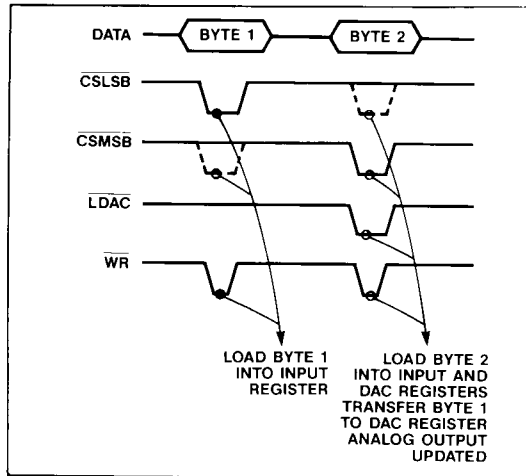 DATA
BYTE 1
BYTE 2
CSLSB
CSMSB
LDAC
WR
LOAD BYTE 1
INTO INPUT
REGISTER
LOAD BYTE 2
INTO INPUT AND
DAC REGISTERS
TRANSFER BYTE 1
TO DAC REGISTER
ANALOG OUTPUT
UPDATED